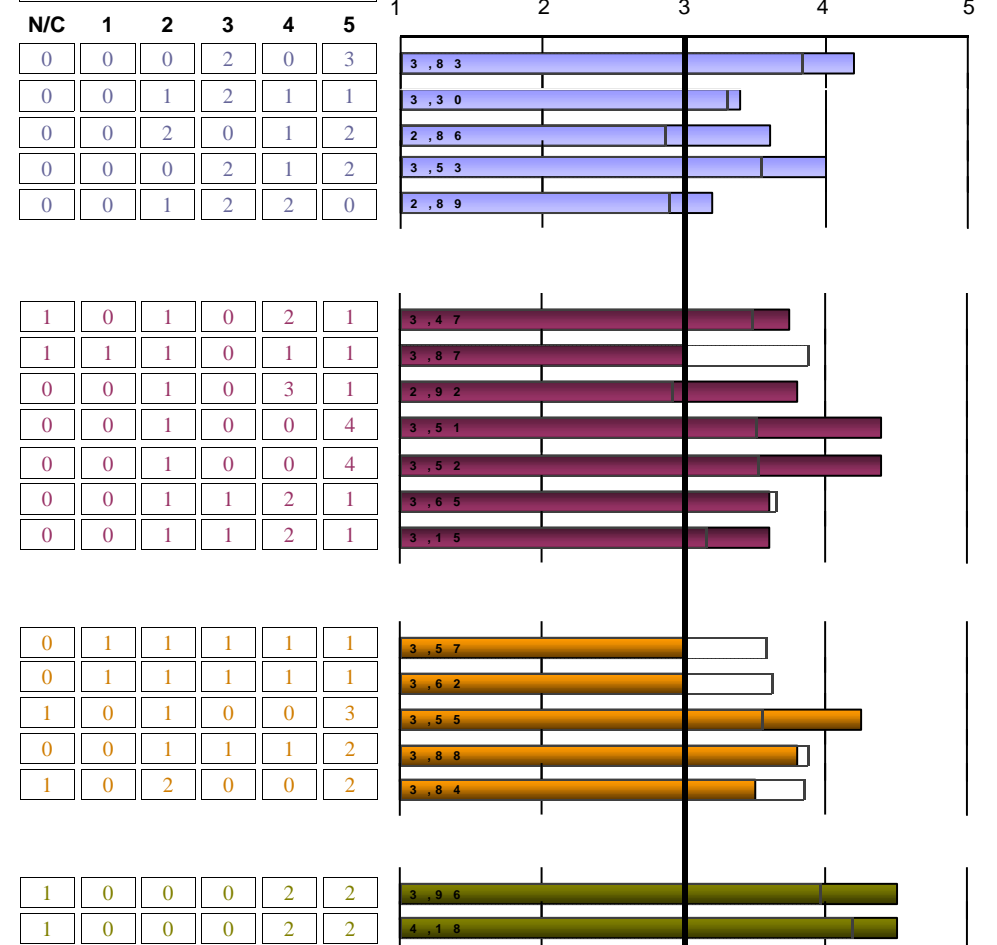 1 2 3 4 5
N/C 1 2 3 4 5
0 0 0 2 0 3 3,83
0 0 1 2 1 1 3,30
0 0 2 0 1 2 2,86
0 0 0 2 1 2 3,53
0 0 1 2 2 0 2,89
1 0 1 0 2 1 3,47
1 1 1 0 1 1 3,87
0 0 1 0 3 1 2,92
0 0 1 0 0 4 3,51
0 0 1 0 0 4 3,52
0 0 1 1 2 1 3,65
0 0 1 1 2 1 3,15
0 1 1 1 1 1 3,57
0 1 1 1 1 1 3,62
1 0 1 0 0 3 3,55
0 0 1 1 1 2 3,88
1 0 2 0 0 2 3,84
1 0 0 0 2 2 3,96
1 0 0 0 2 2 4,18